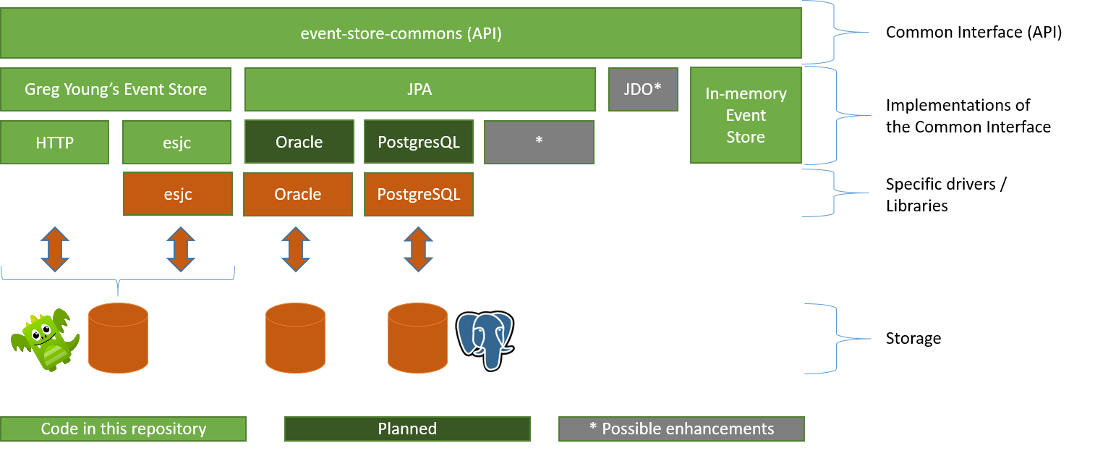 event-store-commons (API)
Common Interface (API)
Greg Young's Event Store
JPA
JDO*
In-memory
Event
Store
Implementations of
the Common Interface
HTTP
esjc
Oracle
PostgresQL
*
esjc
Oracle
PostgreSQL
Specific drivers /
Libraries
Storage
Code in this repository
Planned
* Possible enhancements